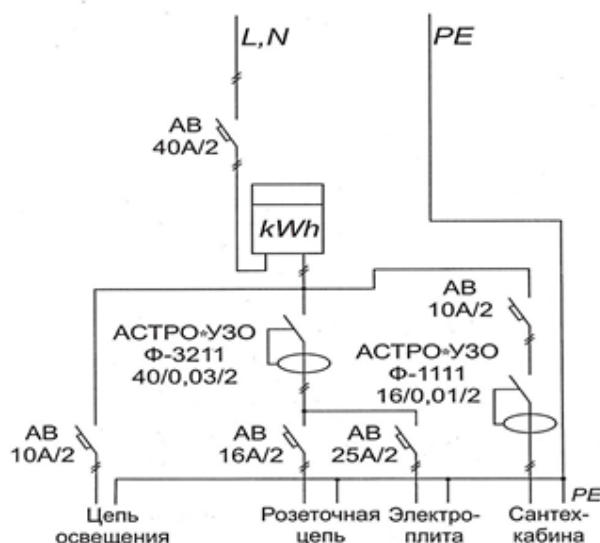 L,N
PE
АВ
40А/2
kWh
АВ
10А/2
АСТРО*УЗО
Ф-3211
40/0,03/2
АСТРО*УЗО
Ф-1111
16/0,01/2
АВ
10А/2
АВ
16А/2
АВ
25А/2
PE
Цепь
освещения
Розеточная
цепь
Электро-
плита
Сантех-
кабина